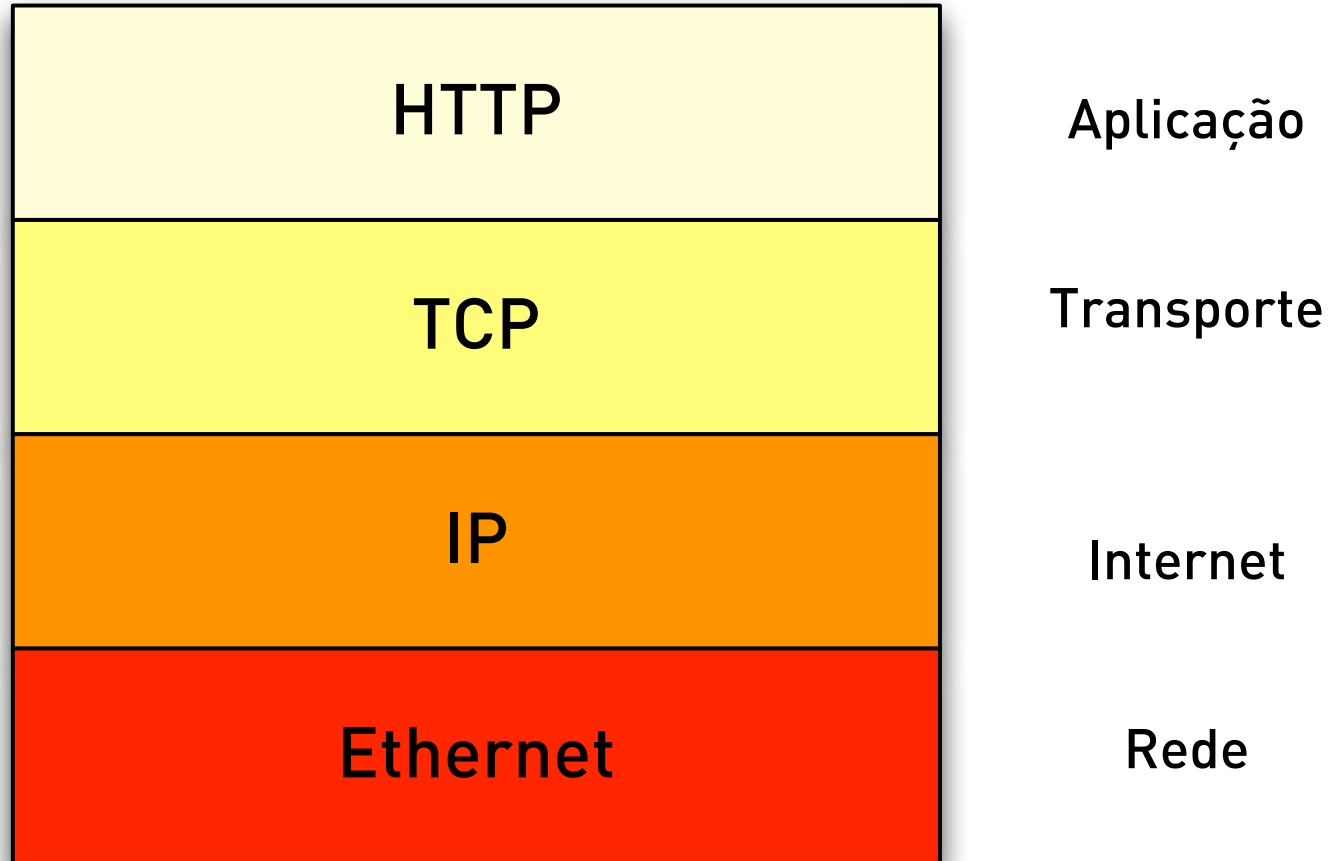 HTTP
Aplicação
TCP
Transporte
IP
Internet
Ethernet
Rede